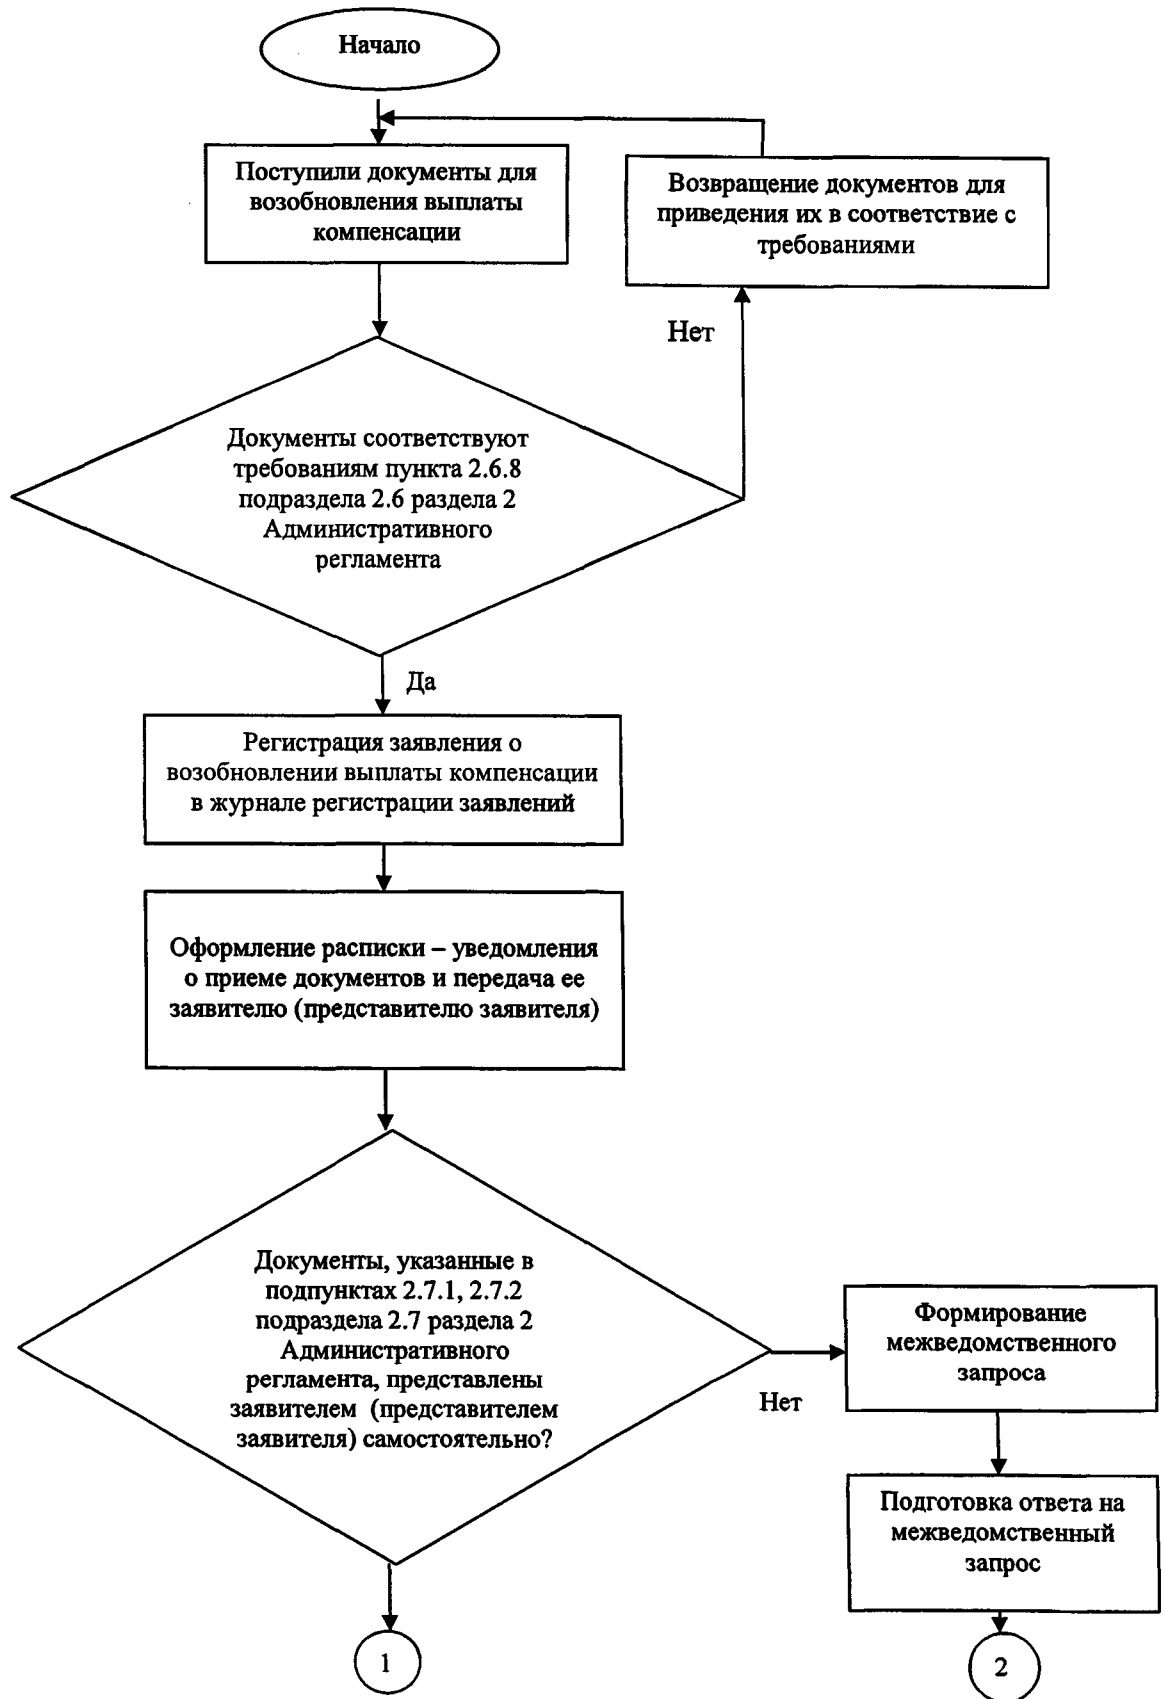 Начало
Поступили документы для
возобновления выплаты
компенсации
Возвращение документов для
приведения их в соответствие с
требованиями
Нет
Документы соответствуют
требованиям пункта 2.6.8
подраздела 2.6 раздела 2
Административного
регламента
Да
Регистрация заявления о
возобновлении выплаты компенсации
в журнале регистрации заявлений
Оформление расписки – уведомления
о приеме документов и передача ее
заявителю (представителю заявителя)
Документы, указанные в
подпунктах 2.7.1, 2.7.2
подраздела 2.7 раздела 2
Административного
регламента, представлены
заявителем (представителем
заявителя) самостоятельно?
Нет
Формирование
межведомственного
запроса
Подготовка ответа на
межведомственный
запрос
1
2